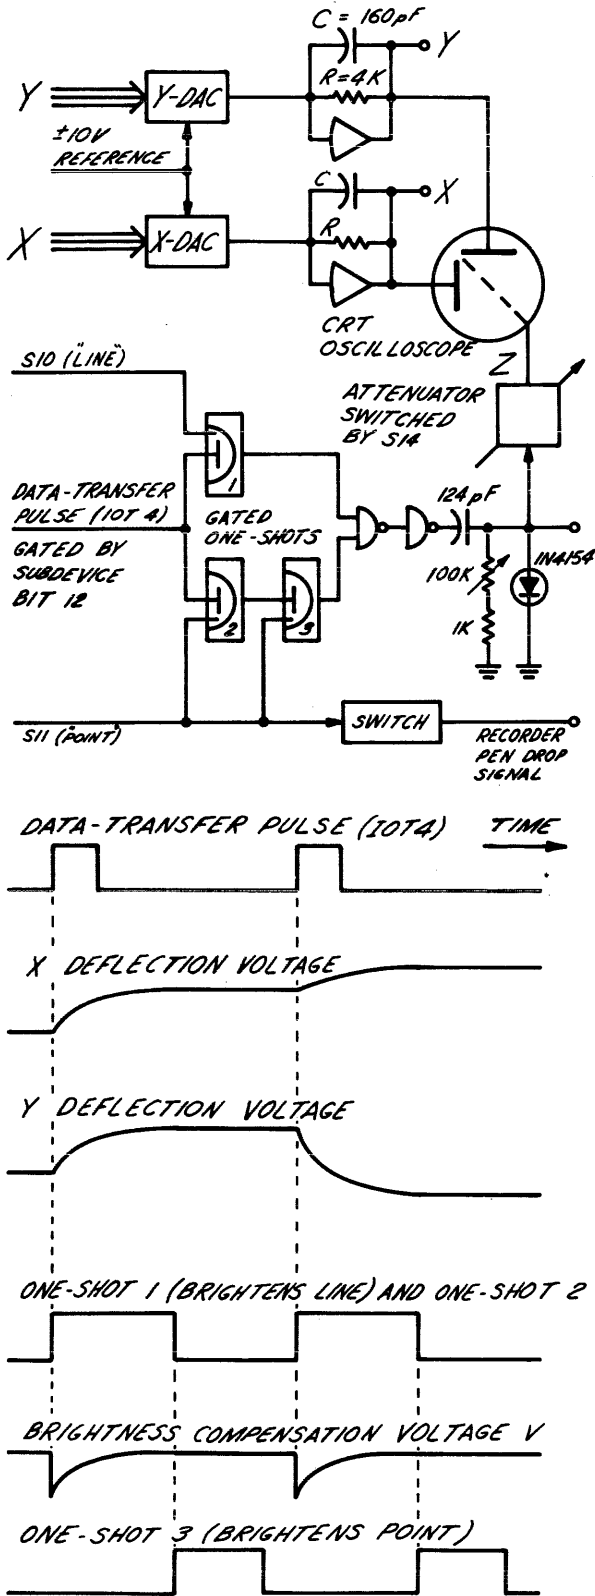 C = 160pF
Y
R=4K
Y
Y-DAC
±10V
REFERENCE
C
X
X
X-DAC
R
CRT
OSCILLOSCOPE
S10 ("LINE")
Z
ATTENUATOR
SWITCHED
BY S14
1
DATA-TRANSFER
PULSE (IOT 4)
GATED BY
SUBDEVICE
BIT 12
GATED
ONE-SHOTS
124pF
100K
1N4154
2
3
1K
S11 ("POINT")
SWITCH
RECORDER
PEN DROP
SIGNAL
DATA-TRANSFER PULSE (IOT4)
TIME
X DEFLECTION VOLTAGE
Y DEFLECTION VOLTAGE
ONE-SHOT 1 (BRIGHTENS LINE) AND ONE-SHOT 2
BRIGHTNESS COMPENSATION VOLTAGE V
ONE-SHOT 3 (BRIGHTENS POINT)